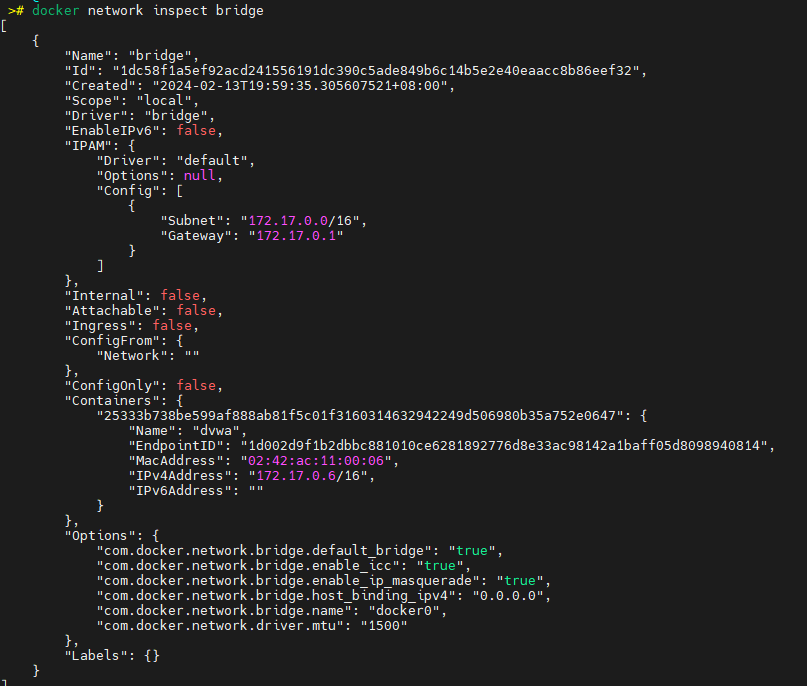 ># docker network inspect bridge
[
    {
        "Name": "bridge",
        "Id": "1dc58f1a5ef92acd241556191dc390c5ade849b6c14b5e2e40eaacc8b86eef32",
        "Created": "2024-02-13T19:59:35.305607521+08:00",
        "Scope": "local",
        "Driver": "bridge",
        "EnableIPv6": false,
        "IPAM": {
            "Driver": "default",
            "Options": null,
            "Config": [
                {
                    "Subnet": "172.17.0.0/16",
                    "Gateway": "172.17.0.1"
                }
            ]
        },
        "Internal": false,
        "Attachable": false,
        "Ingress": false,
        "ConfigFrom": {
            "Network": ""
        },
        "ConfigOnly": false,
        "Containers": {
            "25333b738be599af888ab81f5c01f3160314632942249d506980b35a752e0647": {
                "Name": "dvwa",
                "EndpointID": "1d002d9f1b2dbbc881010ce6281892776d8e33ac98142a1baff05d8098940814",
                "MacAddress": "02:42:ac:11:00:06",
                "IPv4Address": "172.17.0.6/16",
                "IPv6Address": ""
            }
        },
        "Options": {
            "com.docker.network.bridge.default_bridge": "true",
            "com.docker.network.bridge.enable_icc": "true",
            "com.docker.network.bridge.enable_ip_masquerade": "true",
            "com.docker.network.bridge.host_binding_ipv4": "0.0.0.0",
            "com.docker.network.bridge.name": "docker0",
            "com.docker.network.driver.mtu": "1500"
        },
        "Labels": {}
    }
]